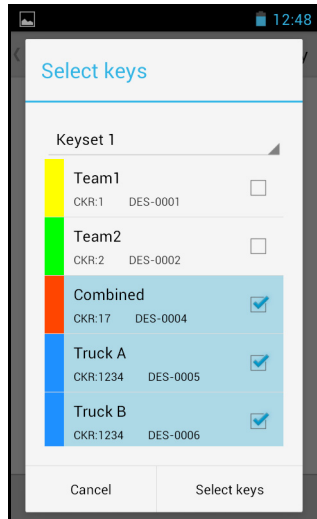 12:48
Select keys
Keyset 1
Team1
CKR:1 DES-0001
Team2
CKR:2 DES-0002
Combined
CKR:17 DES-0004
Truck A
CKR:1234 DES-0005
Truck B
CKR:1234 DES-0006
Cancel Select keys